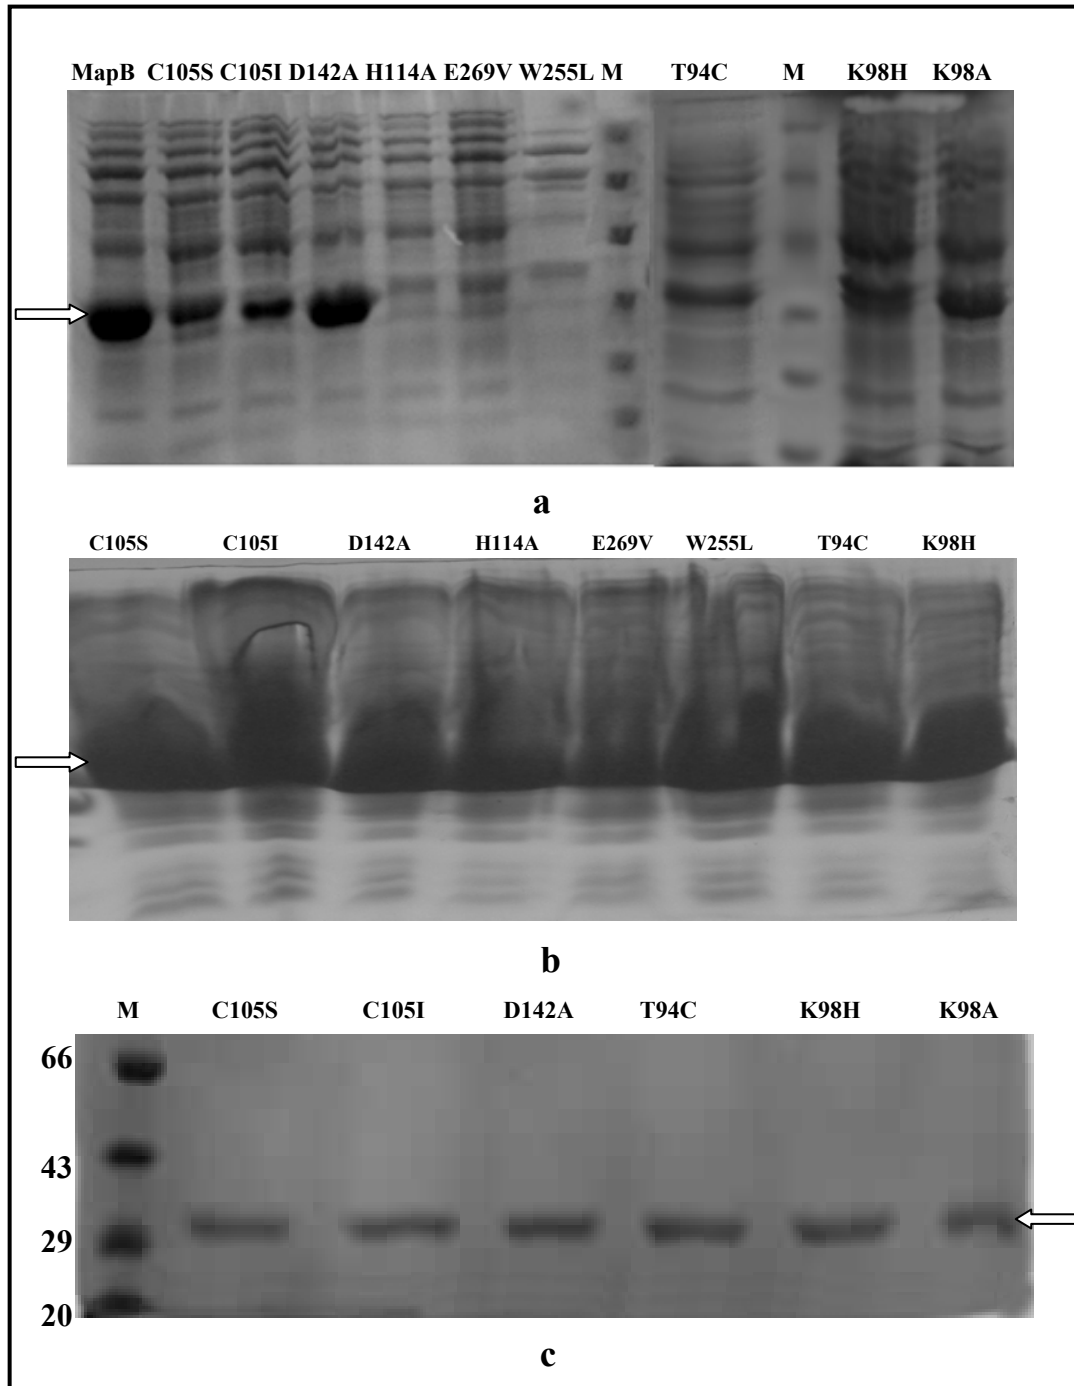 MapB C105S C105I D142A H114A E269V W255L M T94C M K98H K98A
a
C105S C105I D142A H114A E269V W255L T94C K98H
b
M C105S C105I D142A T94C K98H K98A
66
43
29
20
c